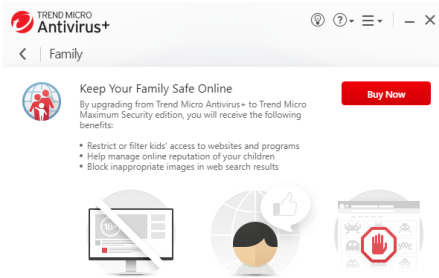 TREND MICRO
Antivirus+
Family
Keep Your Family Safe Online
Buy Now
By upgrading from Trend Micro Antivirus+ to Trend Micro
Maximum Security edition, you will receive the following
benefits:
• Restrict or filter kids' access to websites and programs
• Help manage online reputation of your children
• Block inappropriate images in web search results
18+